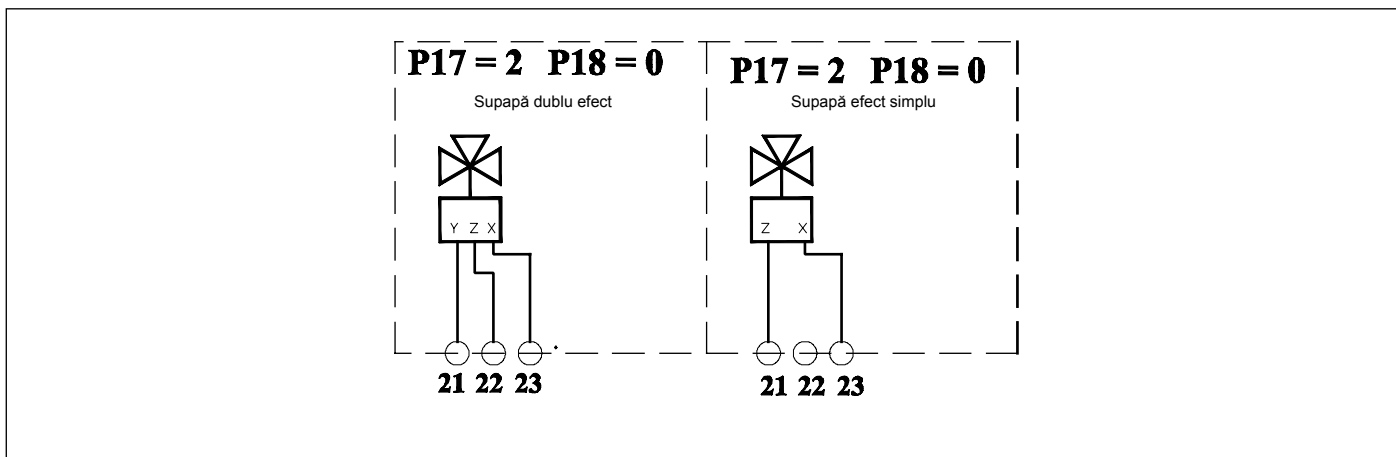 P17 = 2 P18 = 0
Supapă dublu efect
Y Z X
21 22 23
P17 = 2 P18 = 0
Supapă efect simplu
Z X
21 22 23